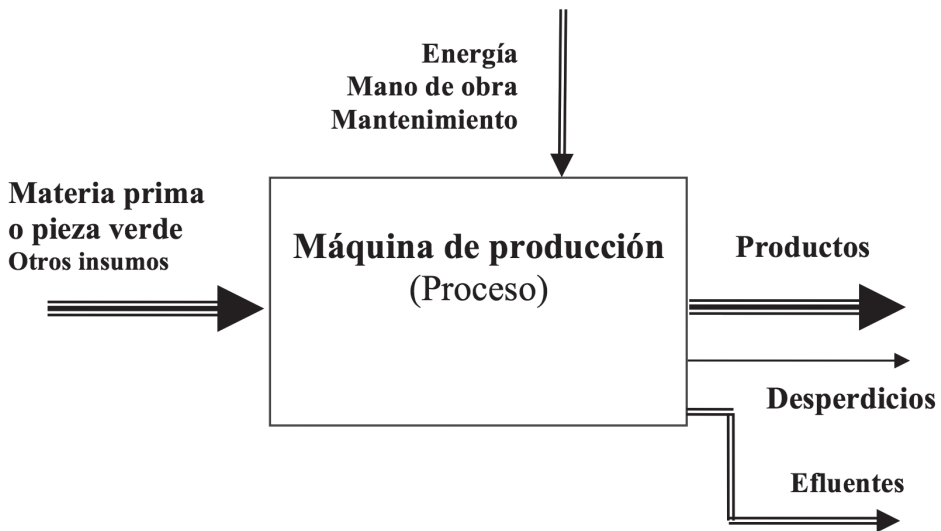 Energía
Mano de obra
Mantenimiento
Materia prima
o pieza verde
Otros insumos
Máquina de producción
(Proceso)
Productos
Desperdicios
Efluentes